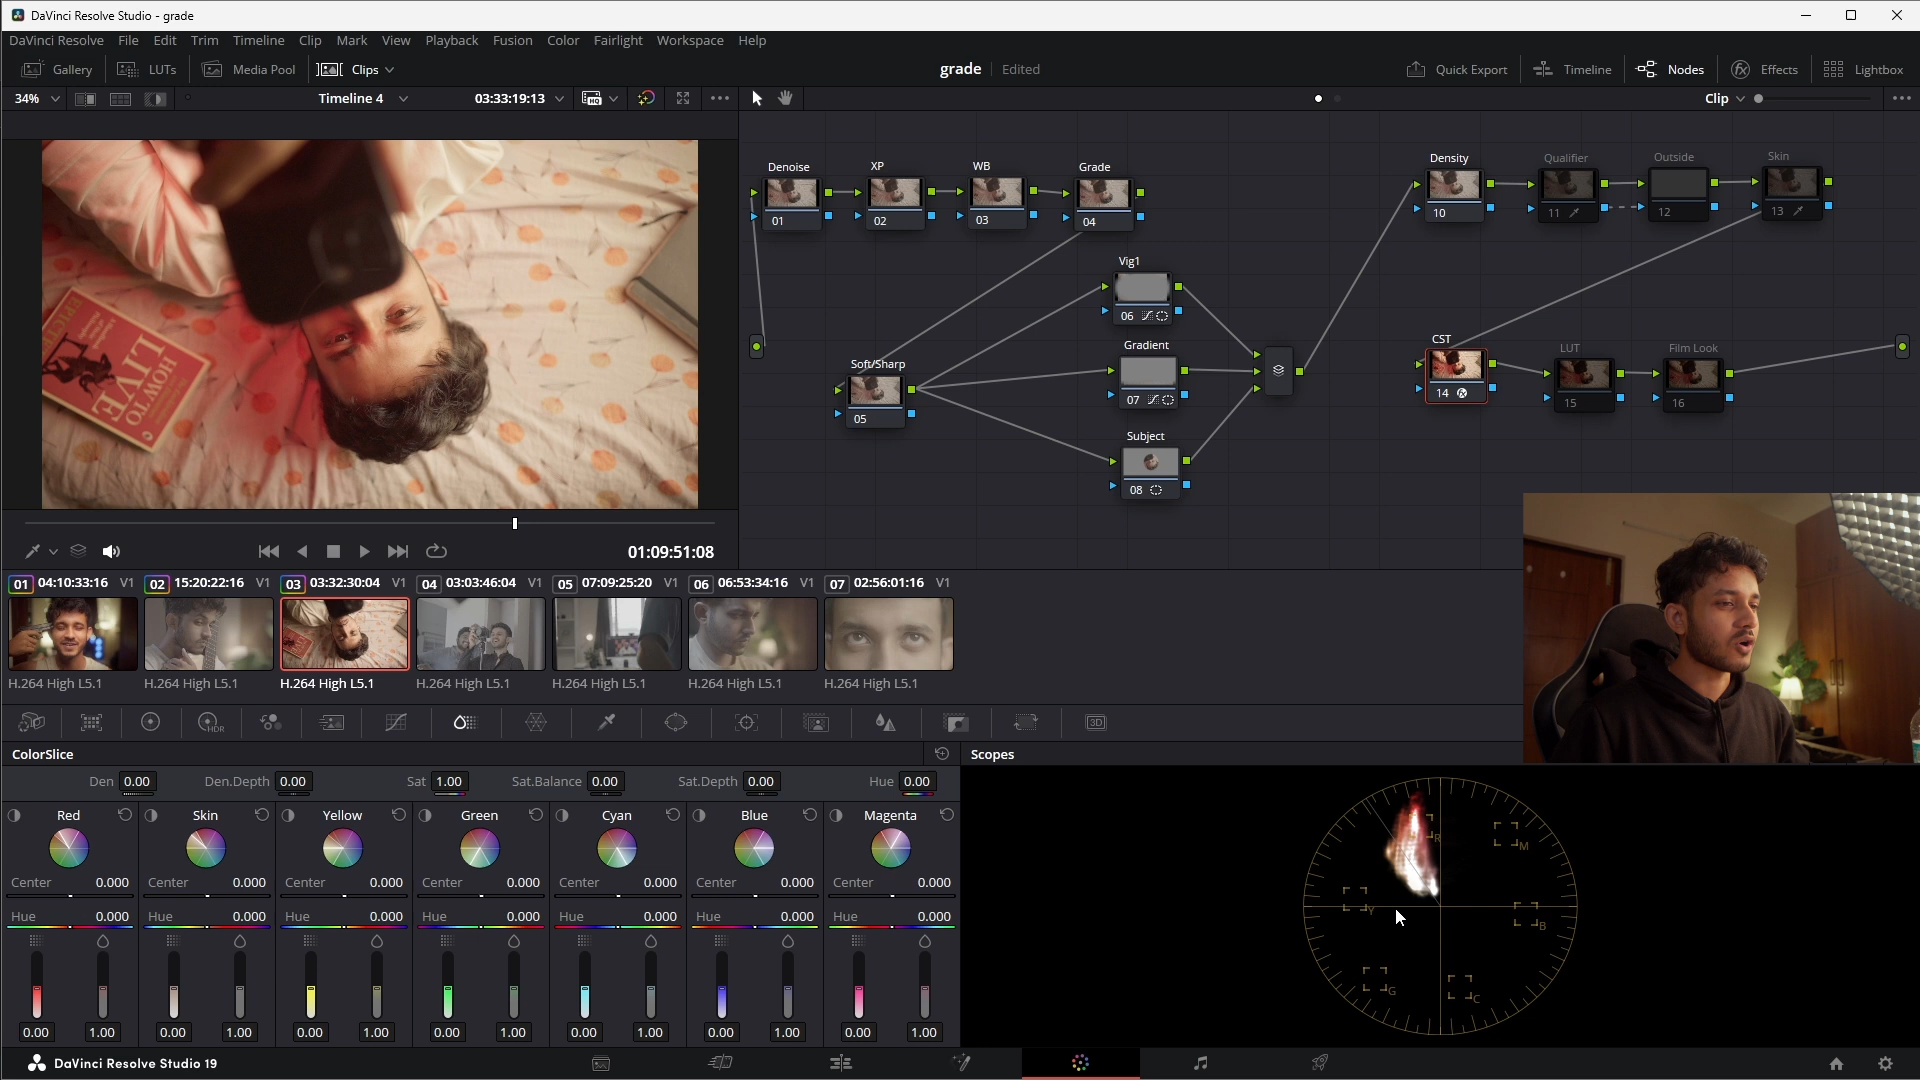 DaVinci Resolve Studio - grade
DaVinci Resolve File Edit Trim Timeline Clip Mark View Playback Fusion Color Fairlight Workspace Help
Gallery LUTs Media Pool Clips grade Edited Quick Export Timeline Nodes Effects Lightbox
34% Timeline 4 03:33:19:13 HQ Clip
Denoise XP WB Grade Density Qualifier Outside Skin
01 02 03 04 10 11 12 13
Vig1
06
Gradient
07
Subject
08
Soft/Sharp
05
CST LUT Film Look
14 15 16
HOW TO
LIVE
EPICTETUS
01:09:51:08
01 04:10:33:16 V1 02 15:20:22:16 V1 03 03:32:30:04 V1 04 03:03:46:04 V1 05 07:09:25:20 V1 06 06:53:34:16 V1 07 02:56:01:16 V1
H.264 High L5.1 H.264 High L5.1 H.264 High L5.1 H.264 High L5.1 H.264 High L5.1 H.264 High L5.1 H.264 High L5.1
HDR 3D
ColorSlice Scopes
Den 0.00 Den.Depth 0.00 Sat 1.00 Sat.Balance 0.00 Sat.Depth 0.00 Hue 0.00
Red Skin Yellow Green Cyan Blue Magenta
Center 0.000 Center 0.000 Center 0.000 Center 0.000 Center 0.000 Center 0.000 Center 0.000
Hue 0.000 Hue 0.000 Hue 0.000 Hue 0.000 Hue 0.000 Hue 0.000 Hue 0.000
0.00 1.00 0.00 1.00 0.00 1.00 0.00 1.00 0.00 1.00 0.00 1.00 0.00 1.00
R M
Y B
G C
DaVinci Resolve Studio 19